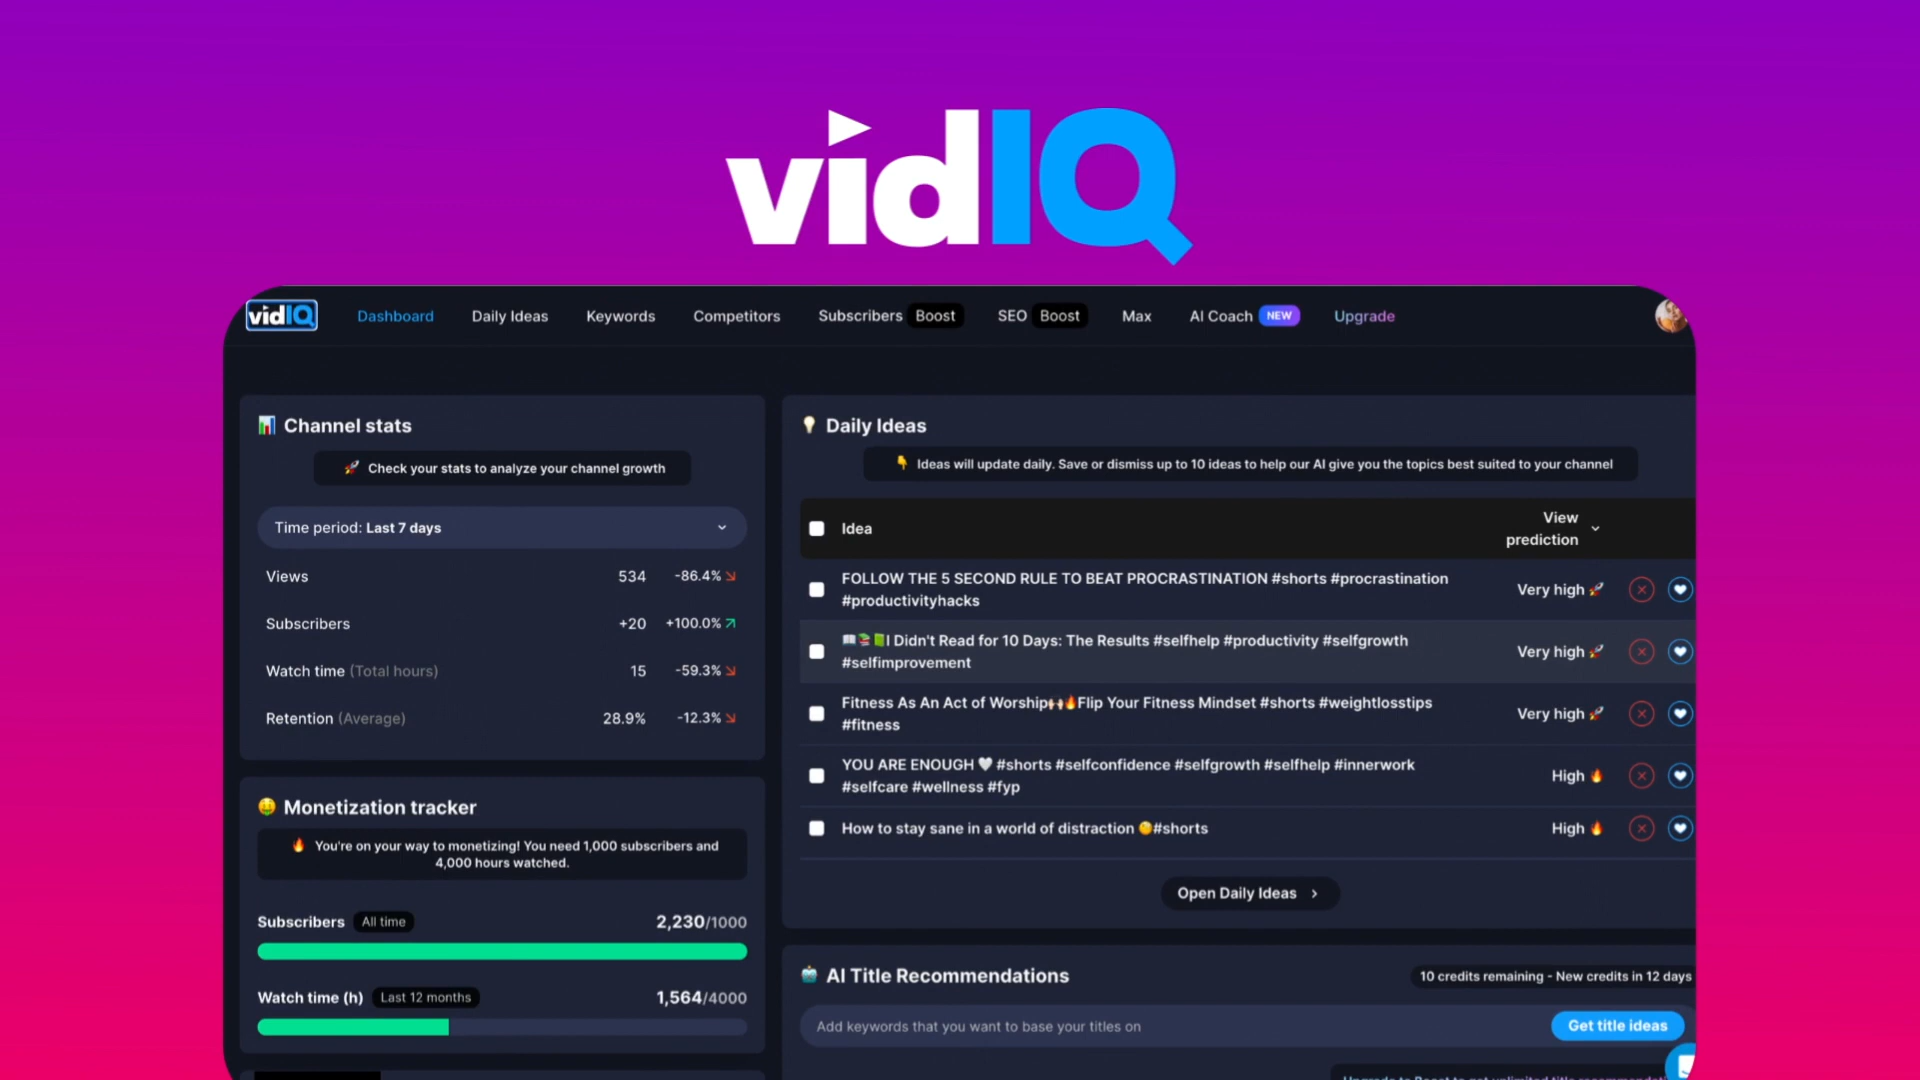 vidIQ
vidIQ Dashboard Daily Ideas Keywords Competitors Subscribers Boost SEO Boost Max AI Coach NEW Upgrade
📊 Channel stats
🚀 Check your stats to analyze your channel growth
Time period: Last 7 days
Views 534 -86.4%
Subscribers +20 +100.0%
Watch time (Total hours) 15 -59.3%
Retention (Average) 28.9% -12.3%
🤑 Monetization tracker
🔥 You're on your way to monetizing! You need 1,000 subscribers and
4,000 hours watched.
Subscribers All time 2,230/1000
Watch time (h) Last 12 months 1,564/4000
💡 Daily Ideas
👇 Ideas will update daily. Save or dismiss up to 10 ideas to help our AI give you the topics best suited to your channel
Idea
View
prediction
FOLLOW THE 5 SECOND RULE TO BEAT PROCRASTINATION #shorts #procrastination
#productivityhacks
Very high 🚀
📖📚📗I Didn't Read for 10 Days: The Results #selfhelp #productivity #selfgrowth
#selfimprovement
Very high 🚀
Fitness As An Act of Worship🙌🏻🔥Flip Your Fitness Mindset #shorts #weightlosstips
#fitness
Very high 🚀
YOU ARE ENOUGH 🤍 #shorts #selfconfidence #selfgrowth #selfhelp #innerwork
#selfcare #wellness #fyp
High 🔥
How to stay sane in a world of distraction 🧐#shorts
High 🔥
Open Daily Ideas
🤖 AI Title Recommendations
10 credits remaining - New credits in 12 days
Add keywords that you want to base your titles on
Get title ideas
Upgrade to Boost to get unlimited title